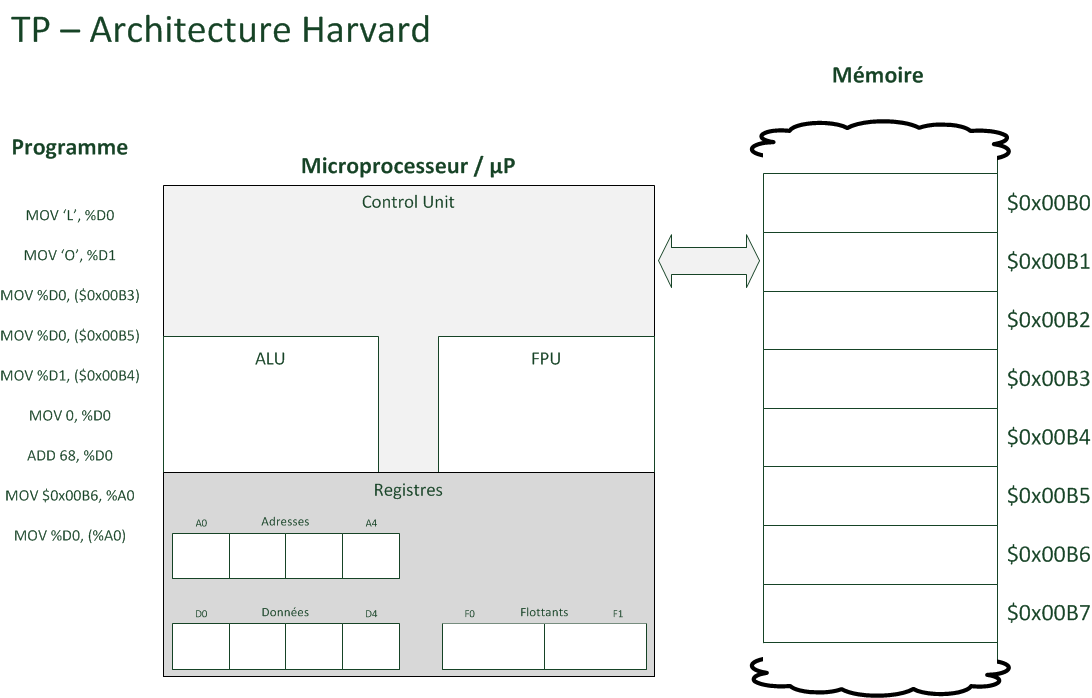 TP – Architecture Harvard
Mémoire
Programme
Microprocesseur / µP
Control Unit
MOV ‘L’, %D0
MOV ‘O’, %D1
MOV %D0, ($0x00B3)
MOV %D0, ($0x00B5)
MOV %D1, ($0x00B4)
MOV 0, %D0
ADD 68, %D0
MOV $0x00B6, %A0
MOV %D0, (%A0)
ALU
FPU
Registres
A0 Adresses A4
D0 Données D4
F0 Flottants F1
$0x00B0
$0x00B1
$0x00B2
$0x00B3
$0x00B4
$0x00B5
$0x00B6
$0x00B7